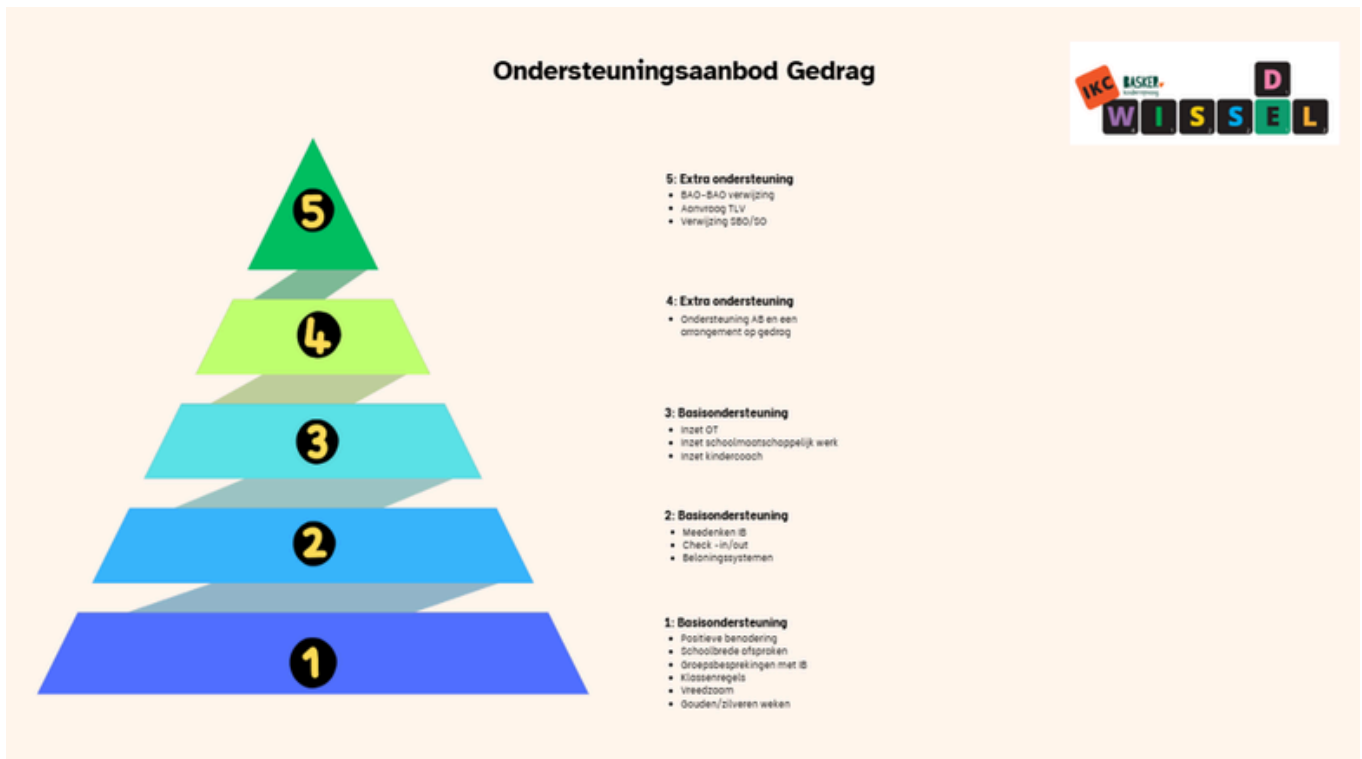 Ondersteuningsaanbod Gedrag
IKC
BASKER.
D
WISSEL
5
5: Extra ondersteuning
BAO-BAO verwijzing
Aanvraag TLV
Verwijzing SBO/SO
4
4: Extra ondersteuning
Ondersteuning AB en een
arrangement op gedrag
3
3: Basisondersteuning
Inzet OT
Inzet schoolmaatschappelijk werk
Inzet kindercoach
2
2: Basisondersteuning
Meedenken IB
Check -in/out
Beloningssystemen
1
1: Basisondersteuning
Positieve benadering
Schoolbrede afspraken
Groepsbesprekingen met IB
Klassenregels
Vreedzaam
Gouden/zilveren weken